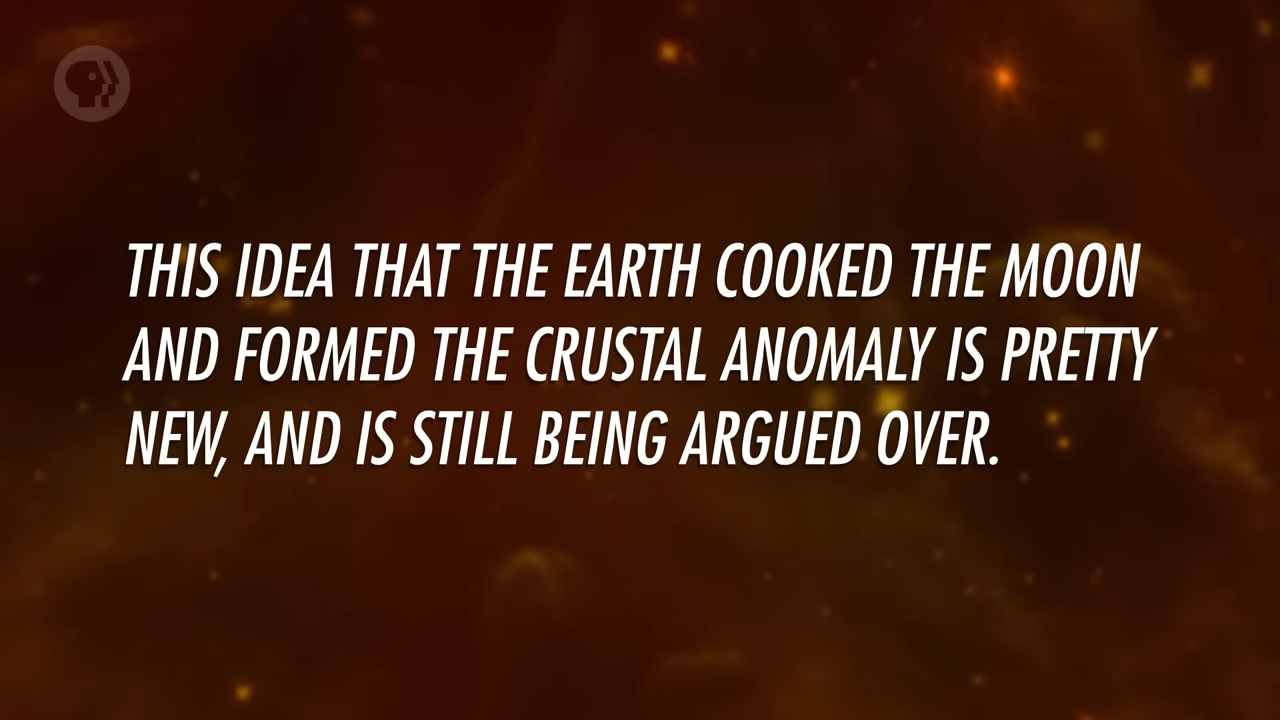 THIS IDEA THAT THE EARTH COOKED THE MOON
AND FORMED THE CRUSTAL ANOMALY IS PRETTY
NEW, AND IS STILL BEING ARGUED OVER.